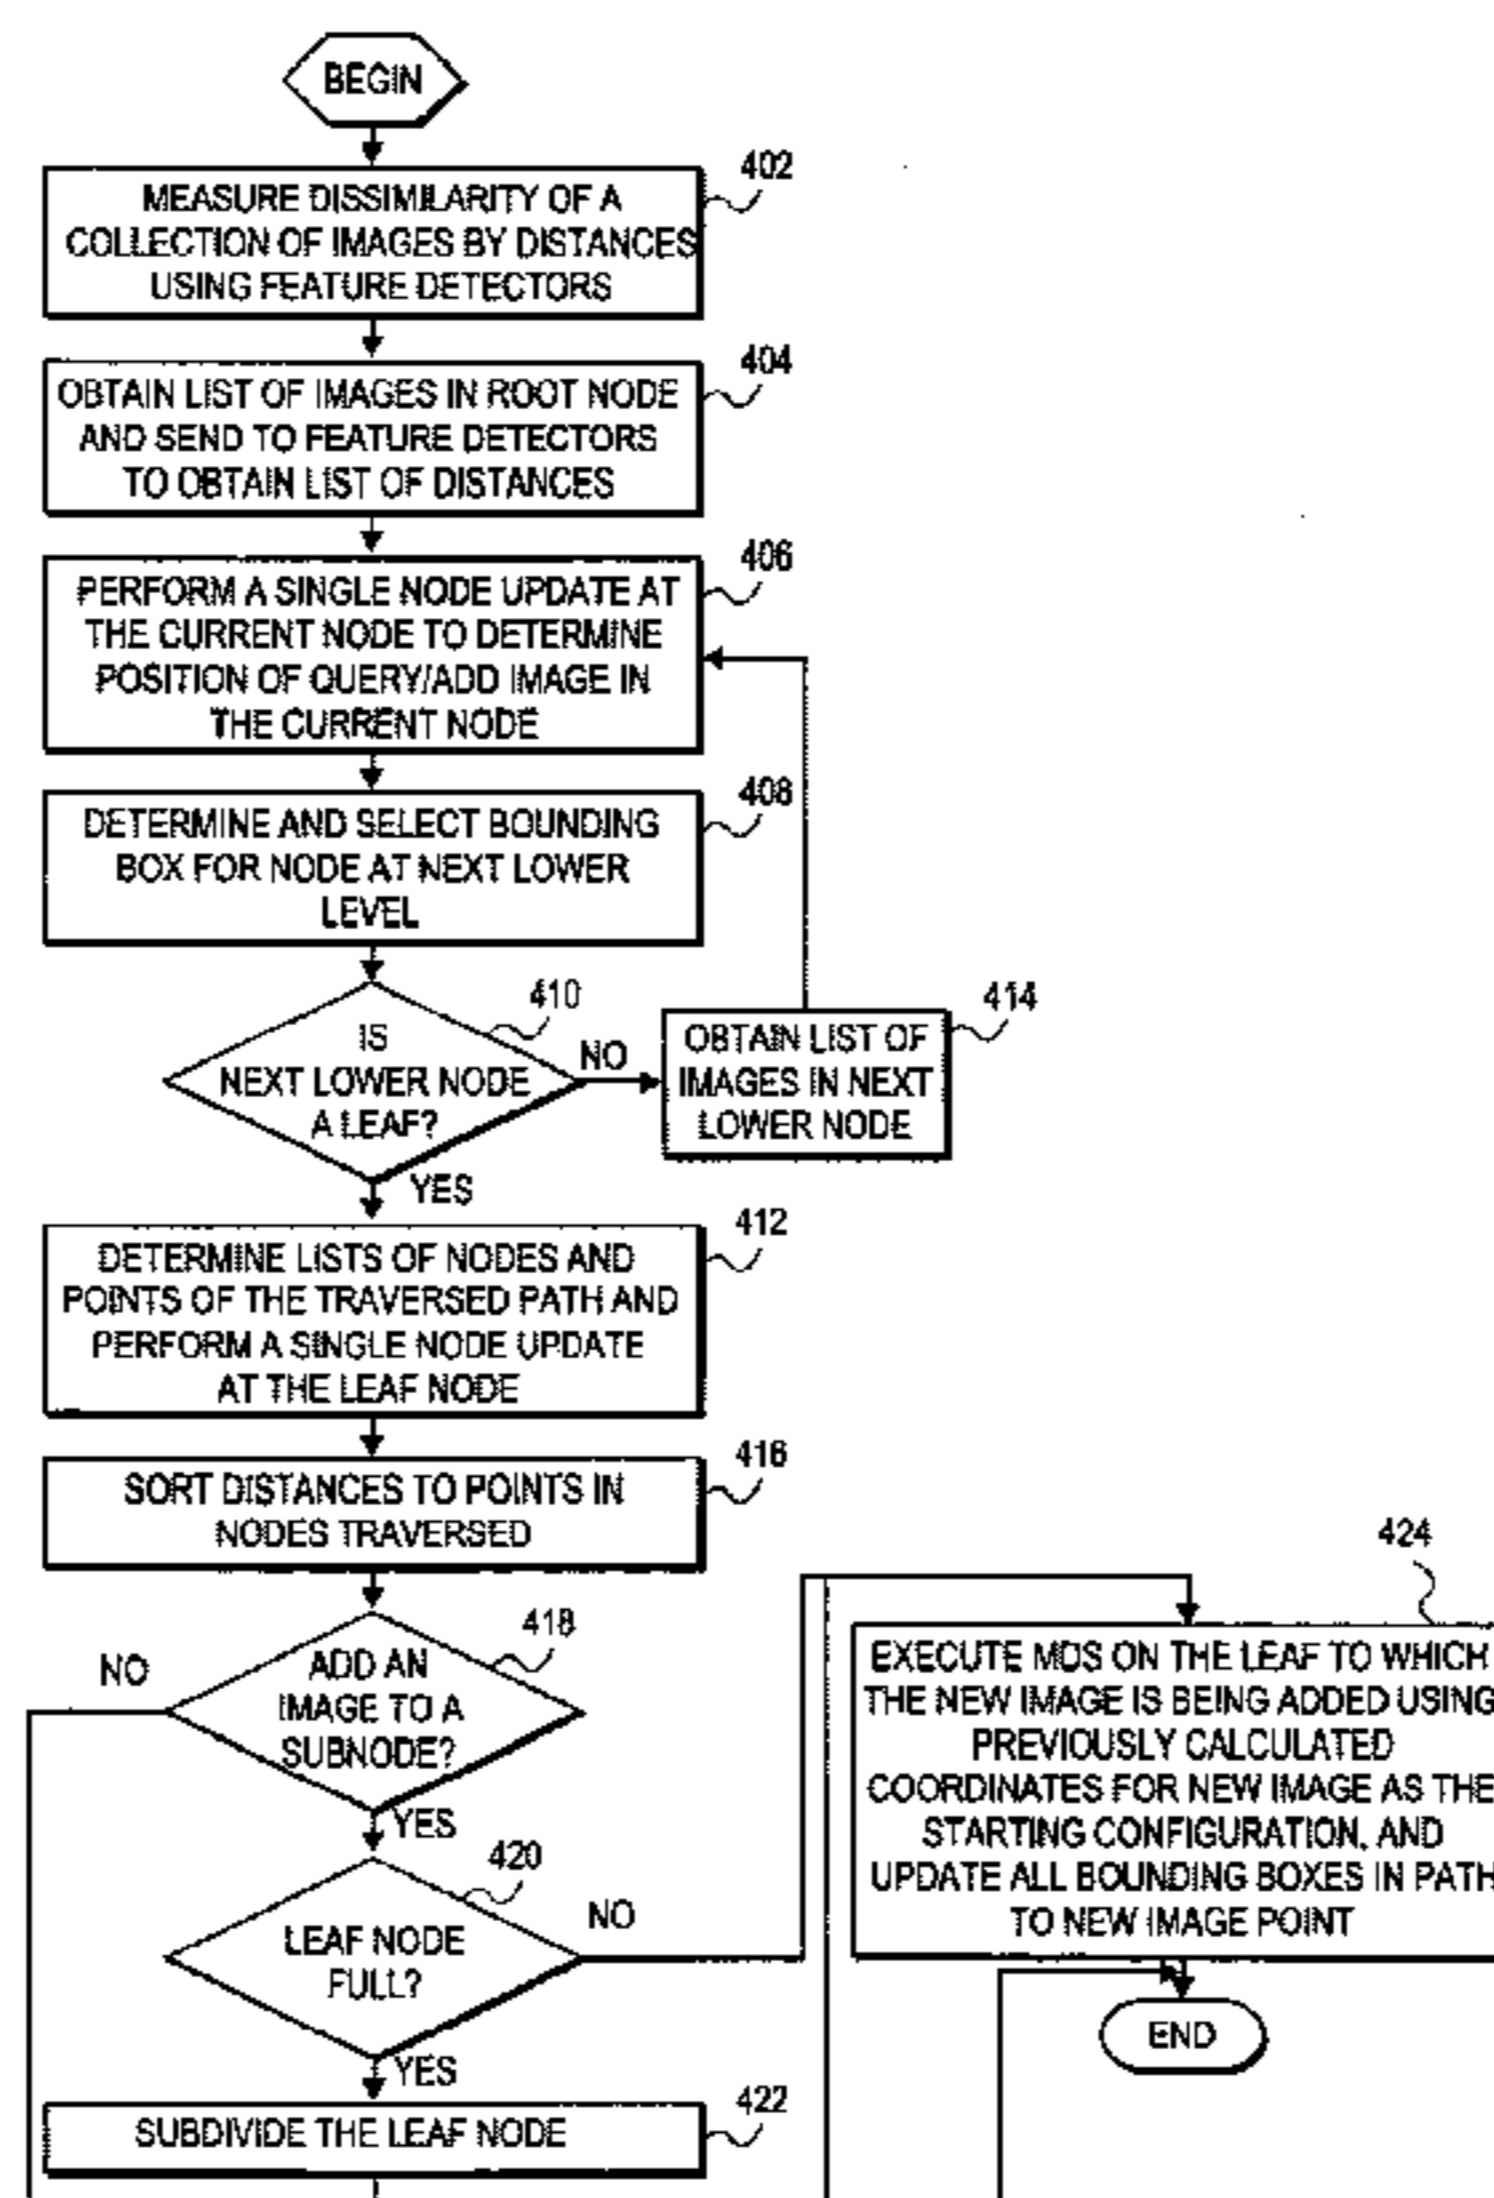 BEGIN
402
MEASURE DISSIMILARITY OF A
COLLECTION OF IMAGES BY DISTANCES
USING FEATURE DETECTORS
404
OBTAIN LIST OF IMAGES IN ROOT NODE
AND SEND TO FEATURE DETECTORS
TO OBTAIN LIST OF DISTANCES
406
PERFORM A SINGLE NODE UPDATE AT
THE CURRENT NODE TO DETERMINE
POSITION OF QUERY/ADD IMAGE IN
THE CURRENT NODE
408
DETERMINE AND SELECT BOUNDING
BOX FOR NODE AT NEXT LOWER
LEVEL
410
IS
NEXT LOWER NODE
A LEAF?
NO
414
OBTAIN LIST OF
IMAGES IN NEXT
LOWER NODE
YES
412
DETERMINE LISTS OF NODES AND
POINTS OF THE TRAVERSED PATH AND
PERFORM A SINGLE NODE UPDATE
AT THE LEAF NODE
416
SORT DISTANCES TO POINTS IN
NODES TRAVERSED
418
NO
ADD AN
IMAGE TO A
SUBNODE?
YES
420
LEAF NODE
FULL?
NO
YES
422
SUBDIVIDE THE LEAF NODE
424
EXECUTE MDS ON THE LEAF TO WHICH
THE NEW IMAGE IS BEING ADDED USING
PREVIOUSLY CALCULATED
COORDINATES FOR NEW IMAGE AS THE
STARTING CONFIGURATION, AND
UPDATE ALL BOUNDING BOXES IN PATH
TO NEW IMAGE POINT
END